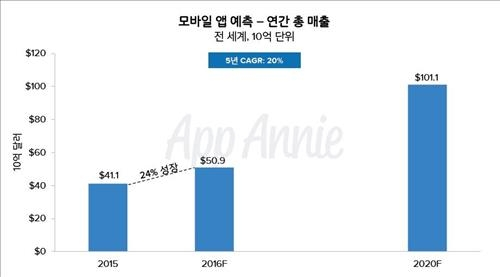 모바일 앱 예측 – 연간 총 매출
전 세계, 10억 단위
5년 CAGR: 20%
$120
$100
$80
$60
$40
$20
$0
10억 달러
App Annie
$41.1
24% 성장
$50.9
$101.1
2015
2016F
2020F